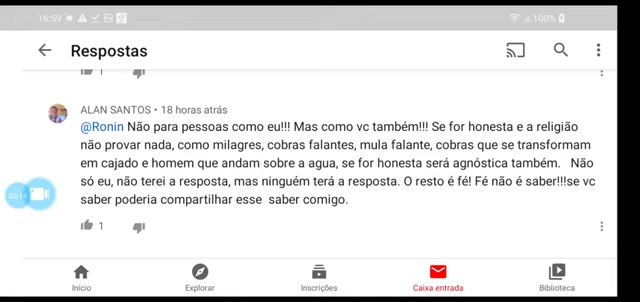 16:59
100%
Respostas
1
ALAN SANTOS • 18 horas atrás
@Ronin Não para pessoas como eu!!! Mas como vc também!!! Se for honesta e a religião
não provar nada, como milagres, cobras falantes, mula falante, cobras que se transformam
em cajado e homem que andam sobre a agua, se for honesta será agnóstica também. Não
só eu, não terei a resposta, mas ninguém terá a resposta. O resto é fé! Fé não é saber!!!se vc
saber poderia compartilhar esse saber comigo.
03:14
1
Início Explorar Inscrições Caixa entrada Biblioteca